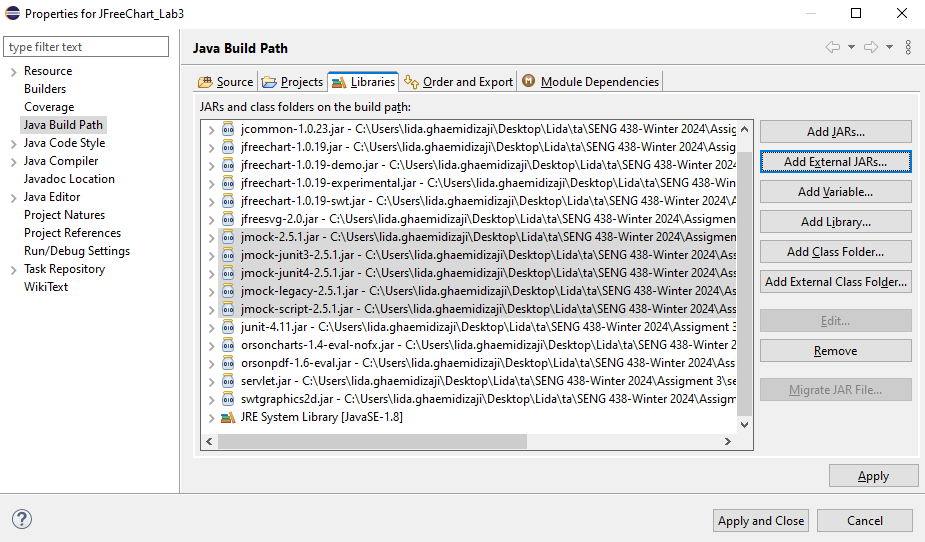 Properties for JFreeChart_Lab3
type filter text
Resource
Builders
Coverage
Java Build Path
Java Code Style
Java Compiler
Javadoc Location
Java Editor
Project Natures
Project References
Run/Debug Settings
Task Repository
WikiText
Java Build Path
Source
Projects
Libraries
Order and Export
Module Dependencies
JARs and class folders on the build path:
jcommon-1.0.23.jar - C:\Users\lida.ghaemidizaji\Desktop\Lida\ta\SENG 438-Winter 2024\Assig
jfreechart-1.0.19.jar - C:\Users\lida.ghaemidizaji\Desktop\Lida\ta\SENG 438-Winter 2024\As
jfreechart-1.0.19-demo.jar - C:\Users\lida.ghaemidizaji\Desktop\Lida\ta\SENG 438-Winter 2
jfreechart-1.0.19-experimental.jar - C:\Users\lida.ghaemidizaji\Desktop\Lida\ta\SENG 438-Win
jfreechart-1.0.19-swt.jar - C:\Users\lida.ghaemidizaji\Desktop\Lida\ta\SENG 438-Winter 202
jfreesvg-2.0.jar - C:\Users\lida.ghaemidizaji\Desktop\Lida\ta\SENG 438-Winter 2024\Assigm
jmock-2.5.1.jar - C:\Users\lida.ghaemidizaji\Desktop\Lida\ta\SENG 438-Winter 2024\Assigmen
jmock-junit3-2.5.1.jar - C:\Users\lida.ghaemidizaji\Desktop\Lida\ta\SENG 438-Winter 2024\A
jmock-junit4-2.5.1.jar - C:\Users\lida.ghaemidizaji\Desktop\Lida\ta\SENG 438-Winter 2024\A
jmock-legacy-2.5.1.jar - C:\Users\lida.ghaemidizaji\Desktop\Lida\ta\SENG 438-Winter 2024\A
jmock-script-2.5.1.jar - C:\Users\lida.ghaemidizaji\Desktop\Lida\ta\SENG 438-Winter 2024\A
junit-4.11.jar - C:\Users\lida.ghaemidizaji\Desktop\Lida\ta\SENG 438-Winter 2024\Assigment 3
orsoncharts-1.4-eval-nofx.jar - C:\Users\lida.ghaemidizaji\Desktop\Lida\ta\SENG 438-Winter 2
orsonpdf-1.6-eval.jar - C:\Users\lida.ghaemidizaji\Desktop\Lida\ta\SENG 438-Winter 2024\As
servlet.jar - C:\Users\lida.ghaemidizaji\Desktop\Lida\ta\SENG 438-Winter 2024\Assigment 3\se
swtgraphics2d.jar - C:\Users\lida.ghaemidizaji\Desktop\Lida\ta\SENG 438-Winter 2024\Assigm
JRE System Library [JavaSE-1.8]
Add JARs...
Add External JARs...
Add Variable...
Add Library...
Add Class Folder...
Add External Class Folder...
Edit...
Remove
Migrate JAR File...
Apply
Apply and Close
Cancel